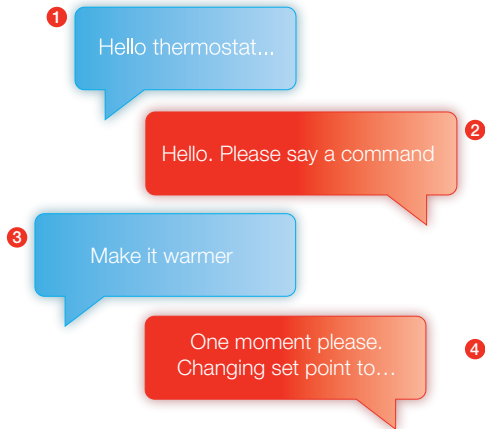 1
Hello thermostat...
2
Hello. Please say a command
3
Make it warmer
One moment please.
Changing set point to…
4